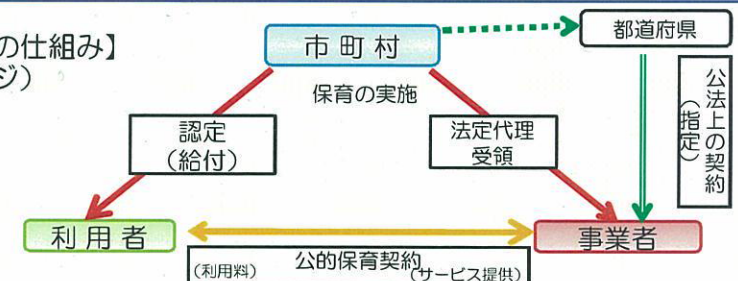 の仕組み】
ジ)
市町村
都道府県
保育の実施
認定
(給付)
法定代理
受領
公法上の契約
(指定)
利用者
事業者
公的保育契約
(利用料)
(サービス提供)